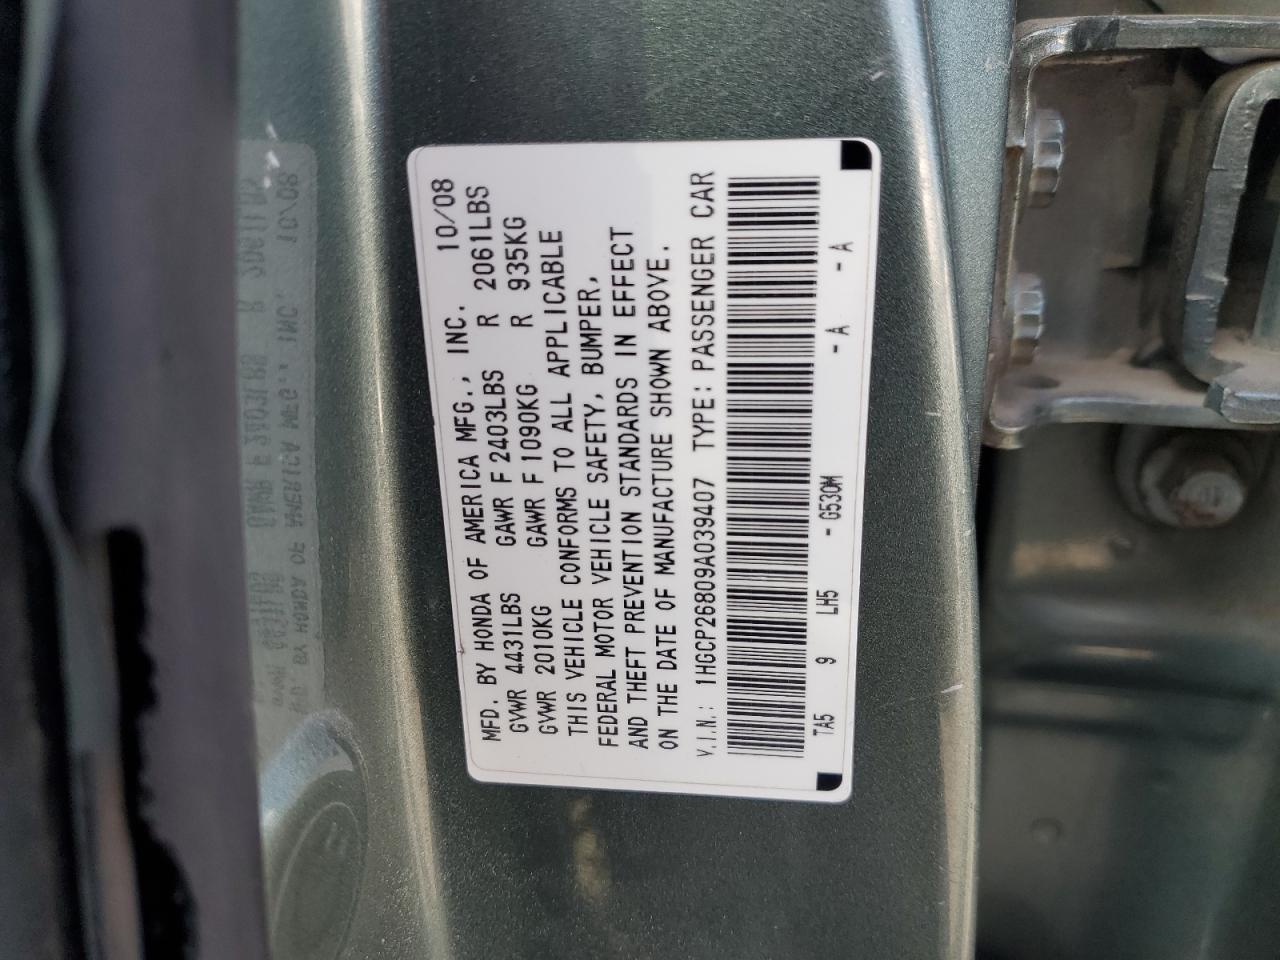 MFD. BY HONDA OF AMERICA MFG., INC. 10/08
GVWR 4431LBS GAWR F 2403LBS R 2061LBS
GVWR 2010KG GAWR F 1090KG R 935KG
THIS VEHICLE CONFORMS TO ALL APPLICABLE
FEDERAL MOTOR VEHICLE SAFETY, BUMPER,
AND THEFT PREVENTION STANDARDS IN EFFECT
ON THE DATE OF MANUFACTURE SHOWN ABOVE.
V.I.N.: 1HGCP26809A039407 TYPE: PASSENGER CAR
TA5 9 LH5 - G530M - A - A